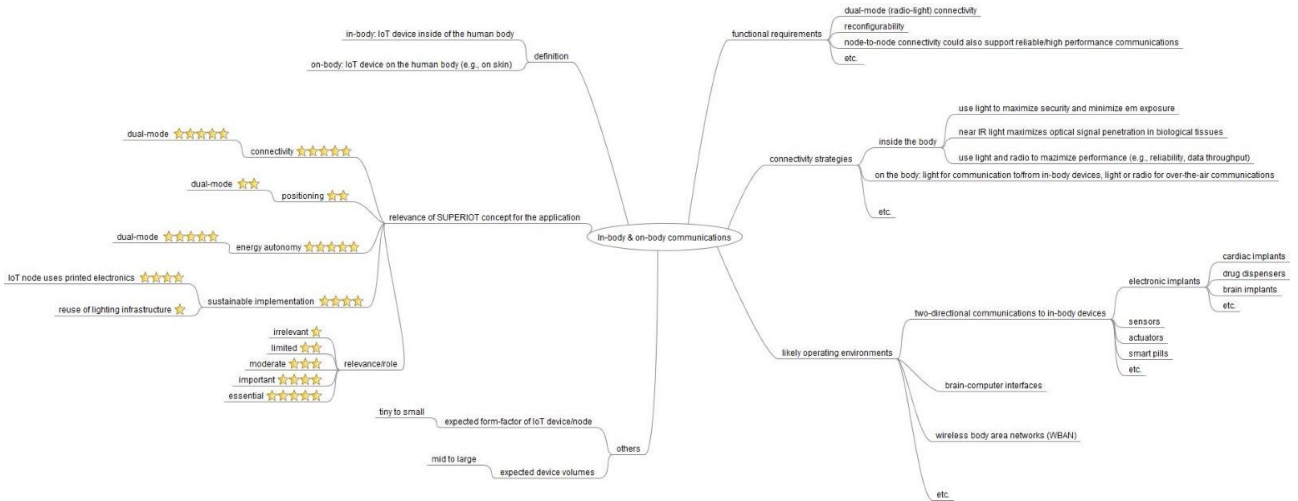 in-body: IoT device inside of the human body
on-body: IoT device on the human body (e.g., on skin)
definition
dual-mode
connectivity
dual-mode
positioning
dual-mode
energy autonomy
IoT node uses printed electronics
reuse of lighting infrastructure
sustainable implementation
irrelevant
limited
moderate
important
essential
relevance/role
relevance of SUPERIOT concept for the application
tiny to small
expected form-factor of IoT device/node
mid to large
expected device volumes
others
In-body & on-body communications
functional requirements
dual-mode (radio-light) connectivity
reconfigurability
node-to-node connectivity could also support reliable/high performance communications
etc.
connectivity strategies
inside the body
use light to maximize security and minimize em exposure
near IR light maximizes optical signal penetration in biological tissues
use light and radio to mazimize performance (e.g., reliability, data throughput)
on the body: light for communication to/from in-body devices, light or radio for over-the-air communications
etc.
likely operating environments
two-directional communications to in-body devices
electronic implants
cardiac implants
drug dispensers
brain implants
etc.
sensors
actuators
smart pills
etc.
brain-computer interfaces
wireless body area networks (WBAN)
etc.